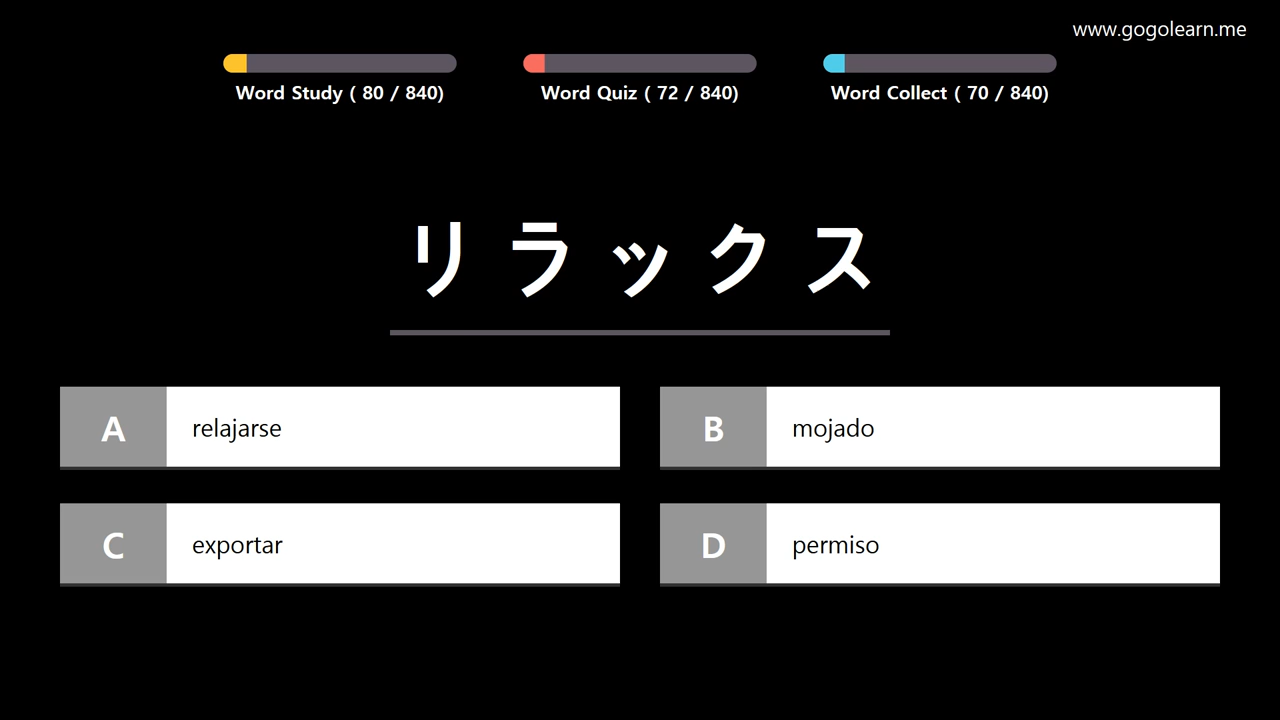 www.gogolearn.me
Word Study ( 80 / 840)
Word Quiz ( 72 / 840)
Word Collect ( 70 / 840)
リラックス
A relajarse
B mojado
C exportar
D permiso